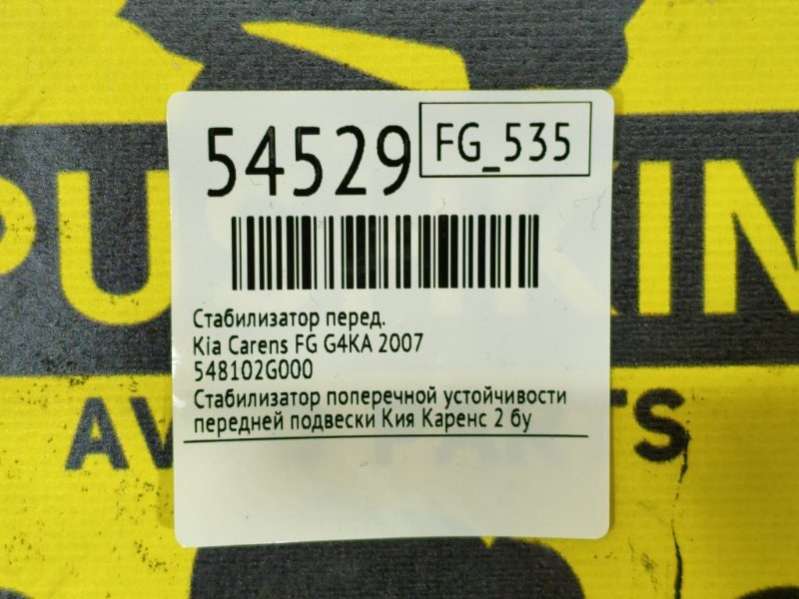 54529
FG_535
Стабилизатор перед.
Kia Carens FG G4KA 2007
548102G000
Стабилизатор поперечной устойчивости
передней подвески Кия Каренс 2 бу